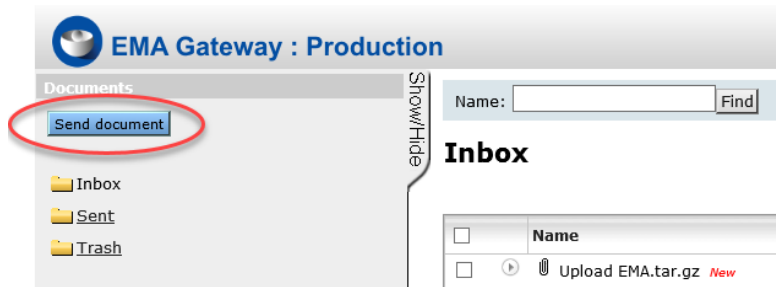 EMA Gateway : Production
Documents
Send document
Inbox
Sent
Trash
Show/Hide
Name: Find
Inbox
Name
Upload EMA.tar.gz New